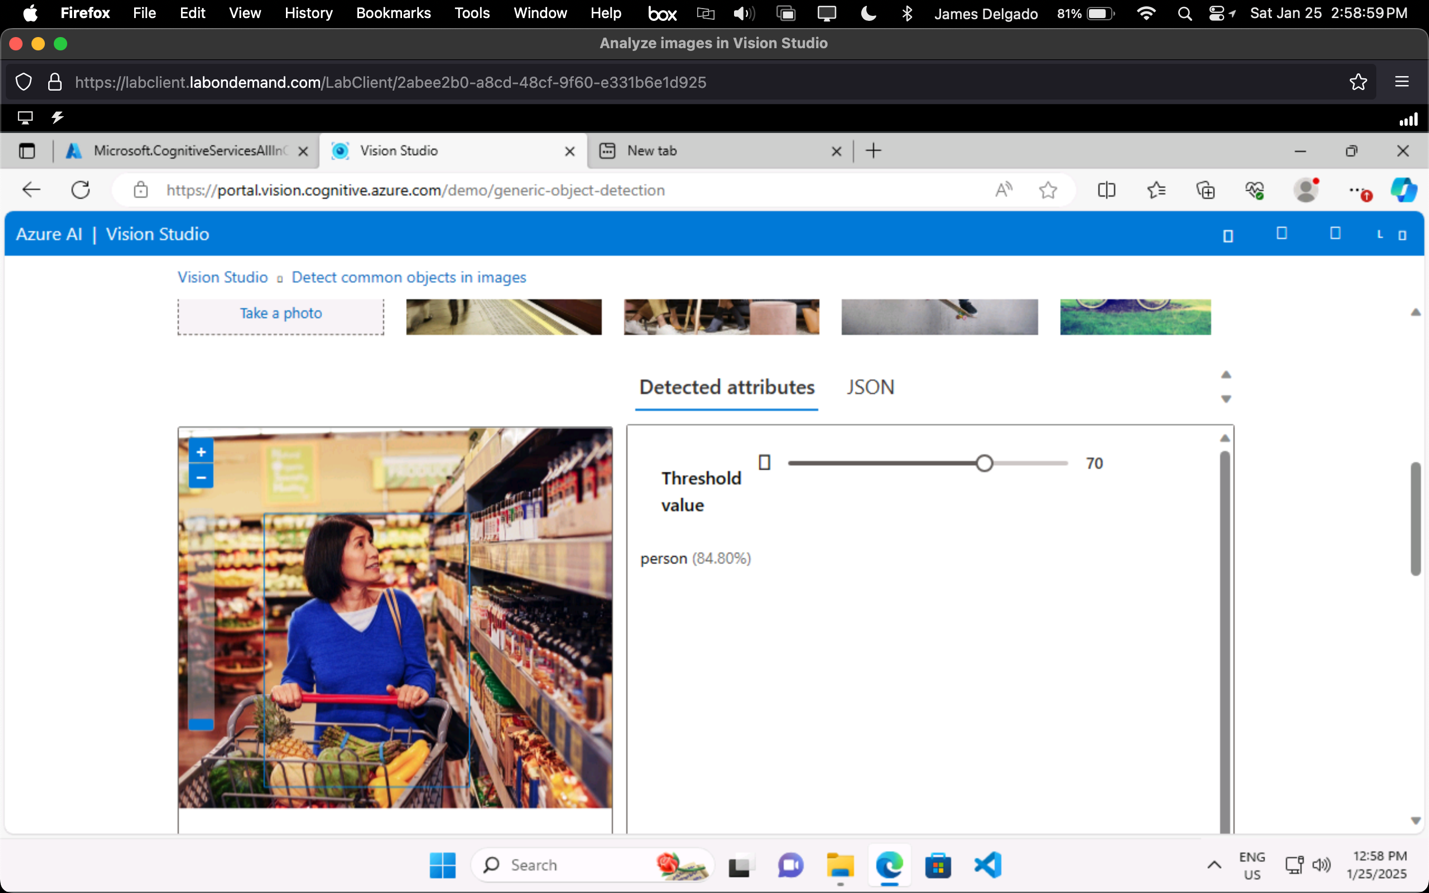 Firefox File Edit View History Bookmarks Tools Window Help box James Delgado 81% Sat Jan 25 2:58:59 PM
Analyze images in Vision Studio
https://labclient.labondemand.com/LabClient/2abee2b0-a8cd-48cf-9f60-e331b6e1d925
Microsoft.CognitiveServicesAllInC Vision Studio New tab
https://portal.vision.cognitive.azure.com/demo/generic-object-detection
Azure AI | Vision Studio
Vision Studio Detect common objects in images
Take a photo
Detected attributes JSON
+
−
PRODUCE
Threshold
value
70
person (84.80%)
Search
ENG
US
12:58 PM
1/25/2025